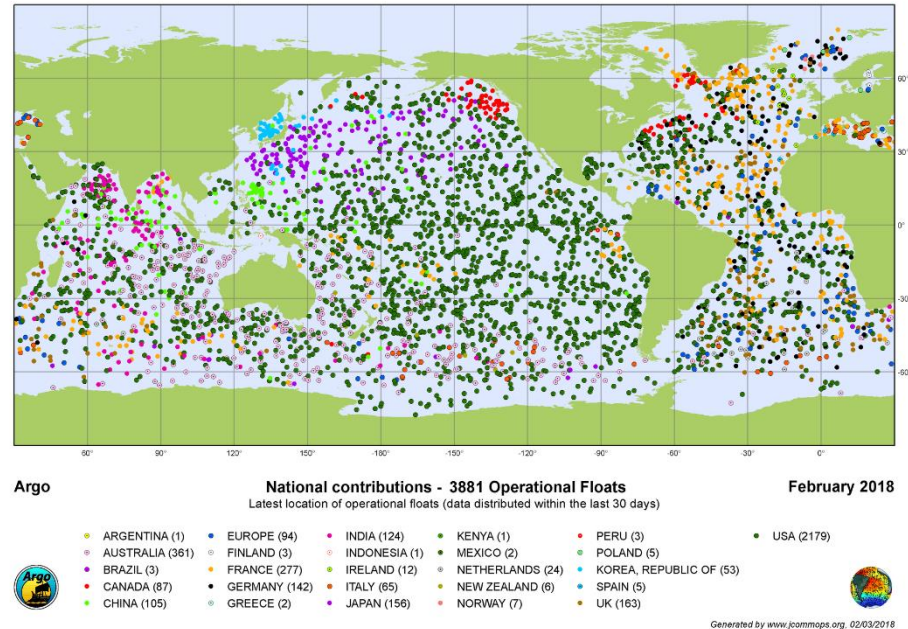 60°
30°
0°
-30°
-60°
60°
30°
0°
-30°
-60°
60° 90° 120° 150° -180° -150° -120° -90° -60° -30° -0°
Argo
National contributions - 3881 Operational Floats
February 2018
Latest location of operational floats (data distributed within the last 30 days)
ARGENTINA (1) EUROPE (94) INDIA (124) KENYA (1) PERU (3) USA (2179)
AUSTRALIA (361) FINLAND (3) INDONESIA (1) MEXICO (2) POLAND (5)
BRAZIL (3) FRANCE (277) IRELAND (12) NETHERLANDS (24) KOREA, REPUBLIC OF (53)
CANADA (87) GERMANY (142) ITALY (65) NEW ZEALAND (6) SPAIN (5)
CHINA (105) GREECE (2) JAPAN (156) NORWAY (7) UK (163)
Argo
Generated by www.jcommops.org, 02/03/2018